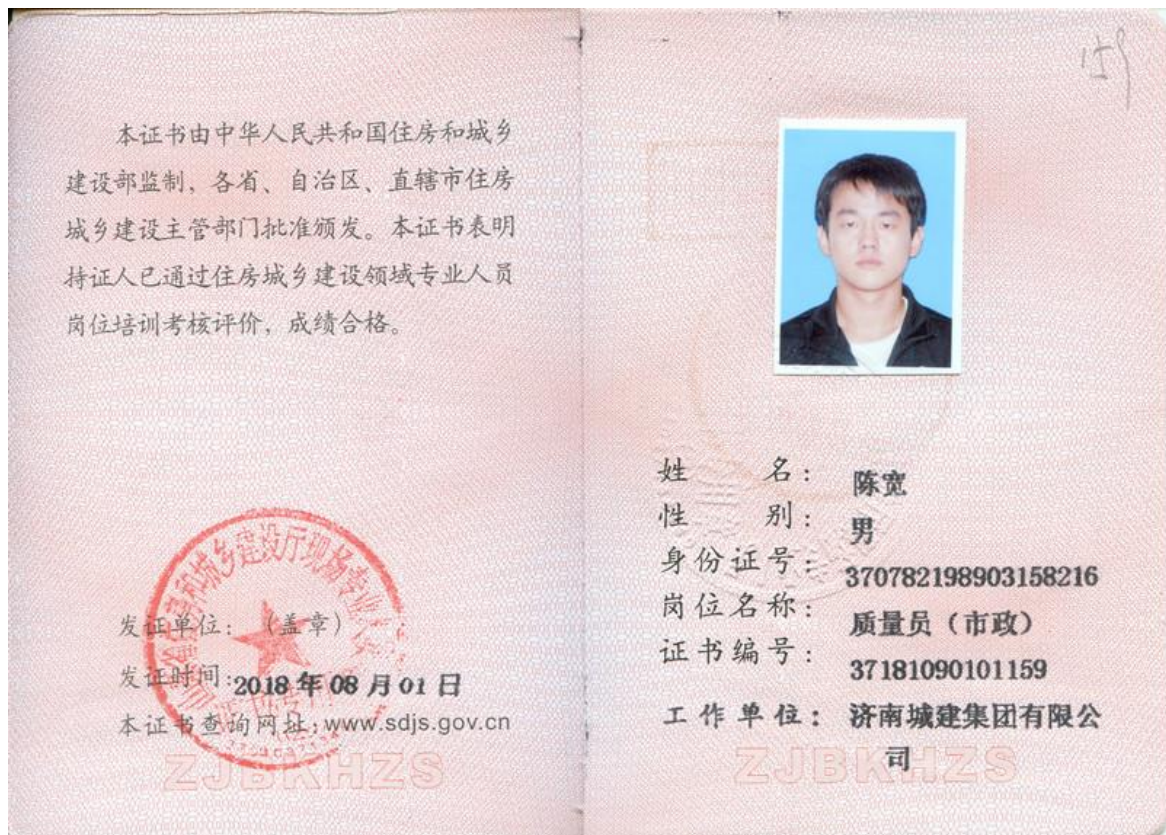 本证书由中华人民共和国住房和城乡
建设部监制，各省、自治区、直辖市住房
城乡建设主管部门批准颁发。本证书表明
持证人已通过住房城乡建设领域专业人员
岗位培训考核评价，成绩合格。
发证单位：（盖章）
发证时间：2018年08月01日
本证书查询网址：www.sdjs.gov.cn
ZJBKHZS
159
姓名：陈宽
性别：男
身份证号：370782198903158216
岗位名称：质量员（市政）
证书编号：37181090101159
工作单位：济南城建集团有限公
司
ZJBKHZS